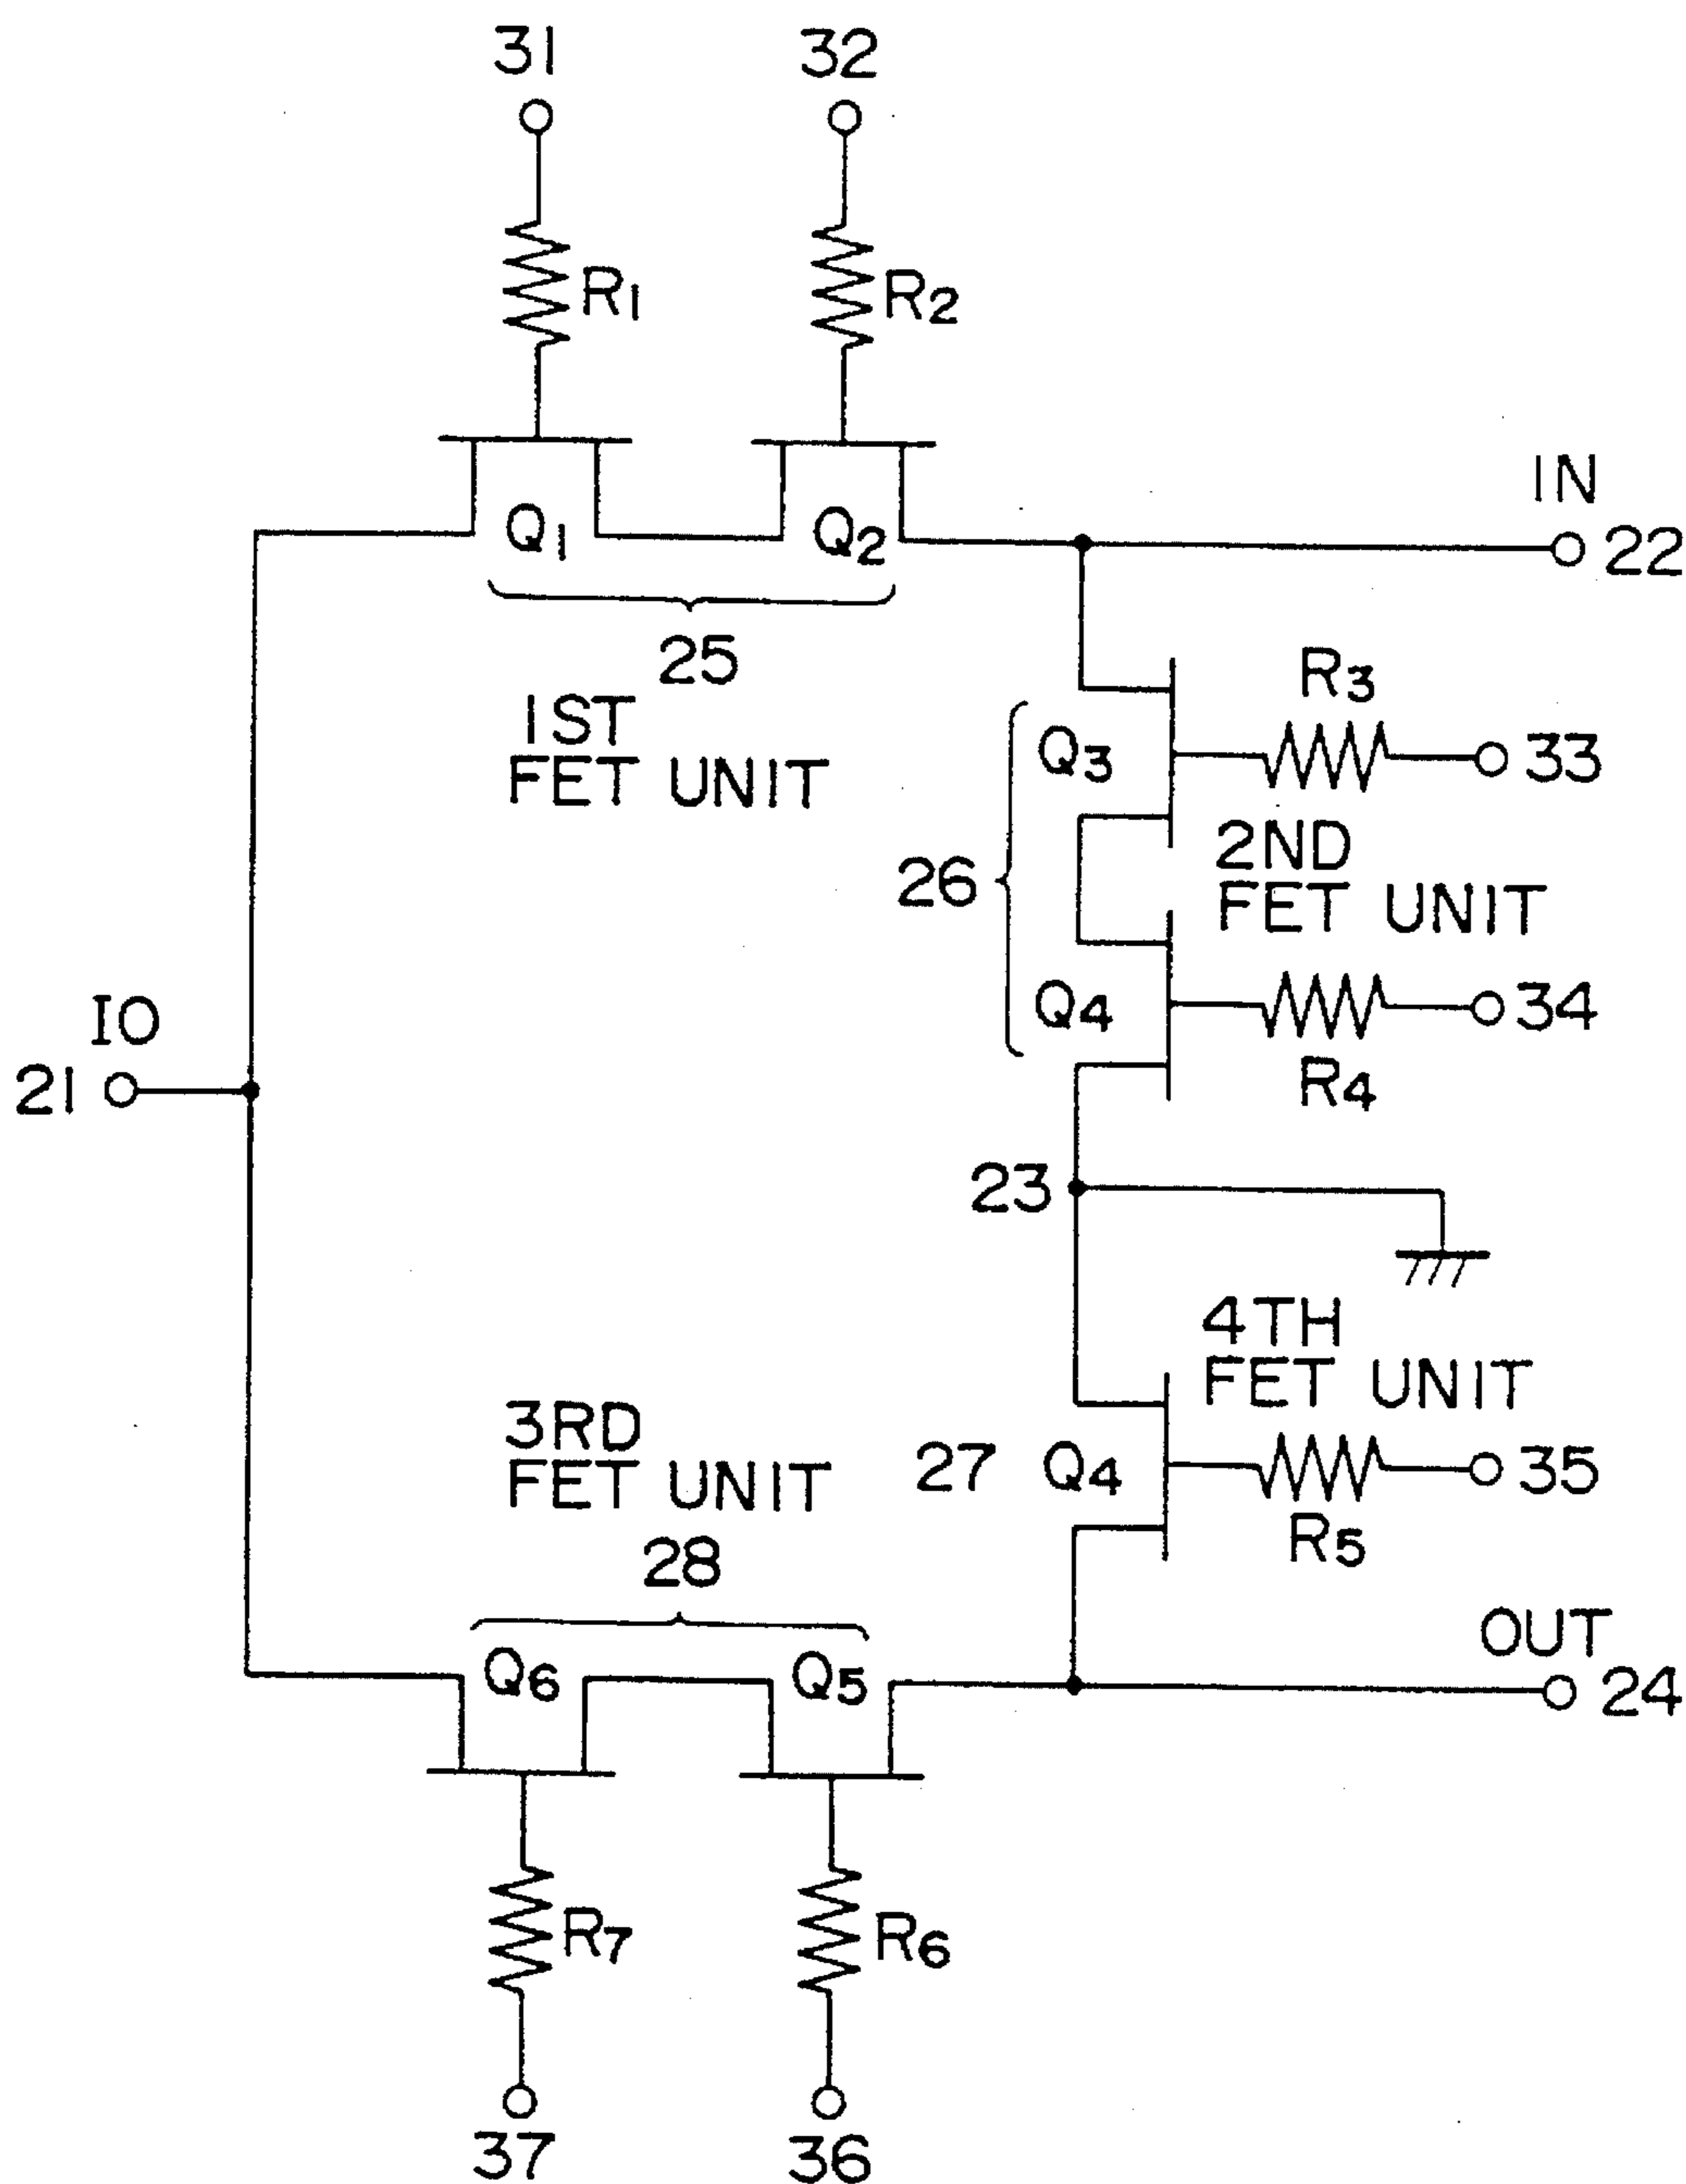 31
32
R1
R2
IN
22
Q1
Q2
25
1ST
FET UNIT
R3
Q3
33
26
2ND
FET UNIT
Q4
34
R4
IO
21
23
4TH
FET UNIT
3RD
FET UNIT
27
Q4
35
R5
28
OUT
24
Q6
Q5
R7
R6
37
36